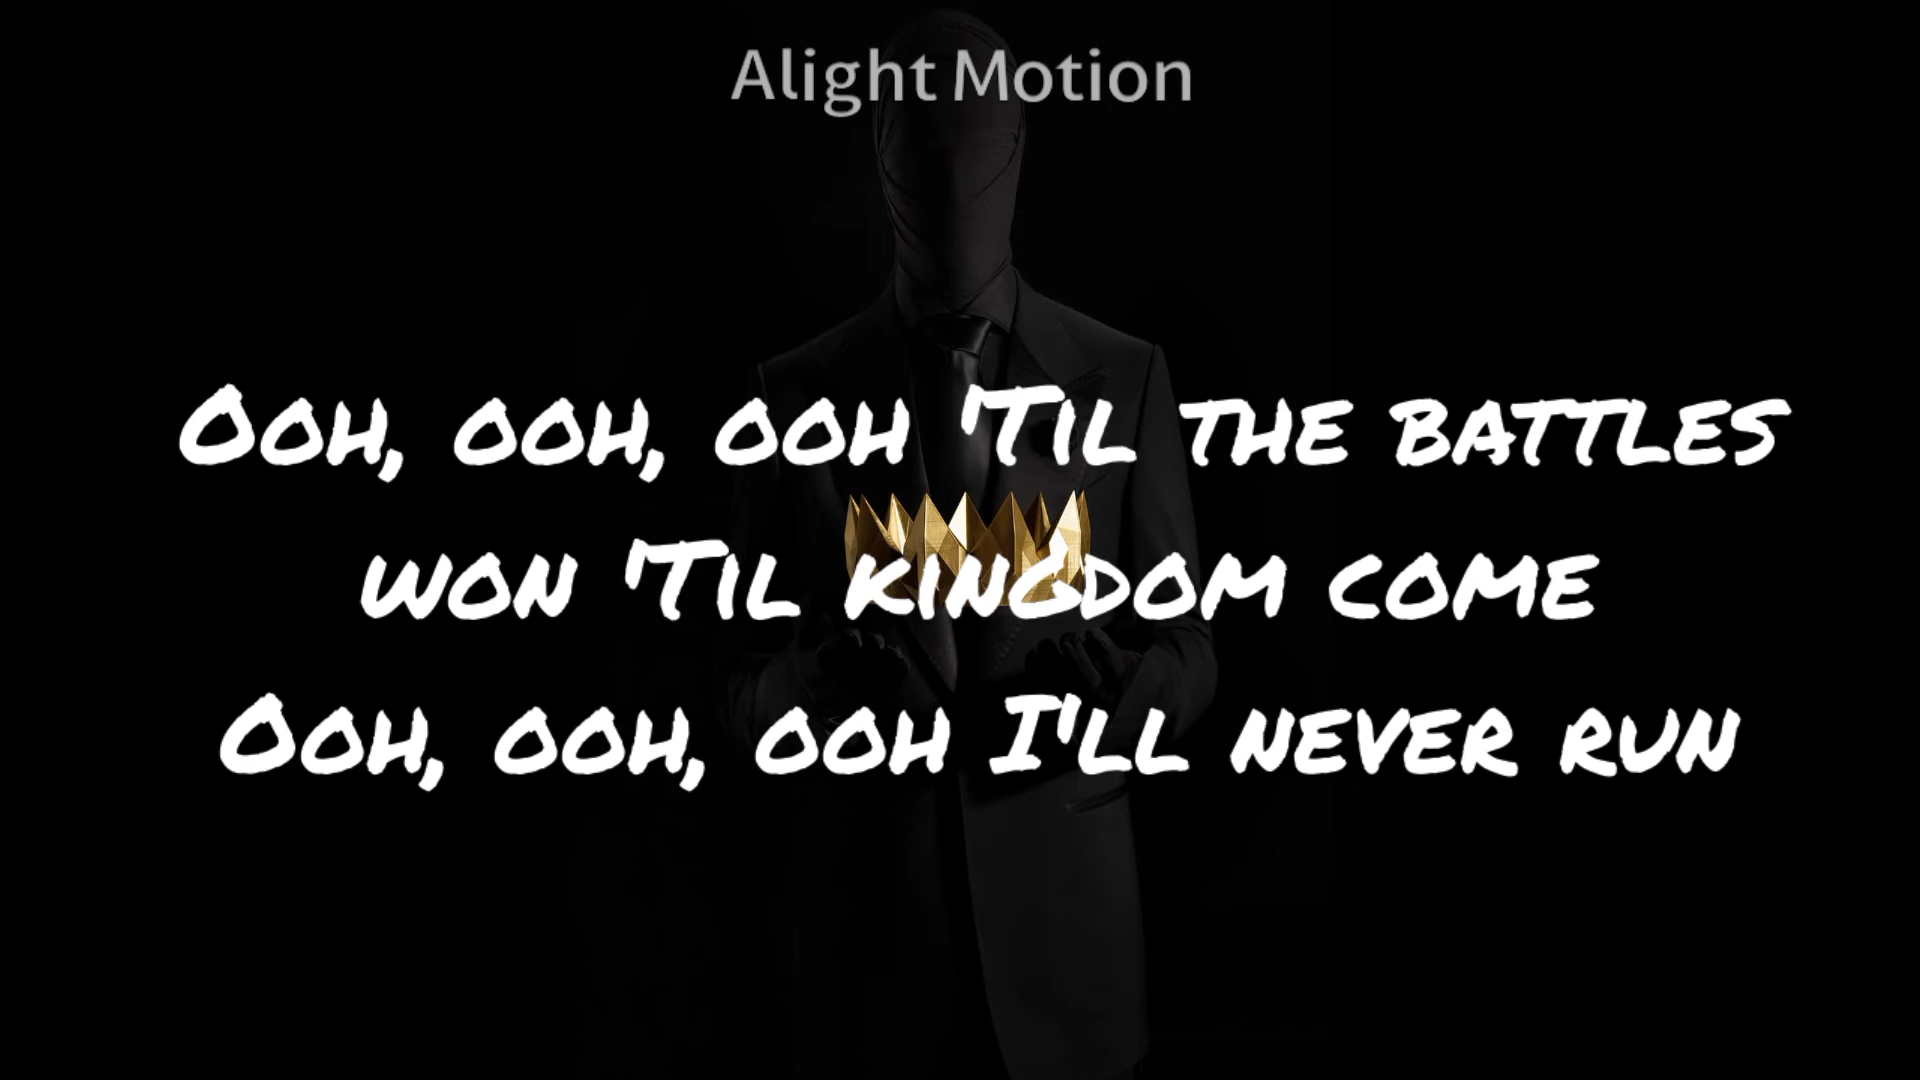 Alight Motion
Ooh, ooh, ooh 'Til the battles
won 'Til kingdom come
Ooh, ooh, ooh I'll never run